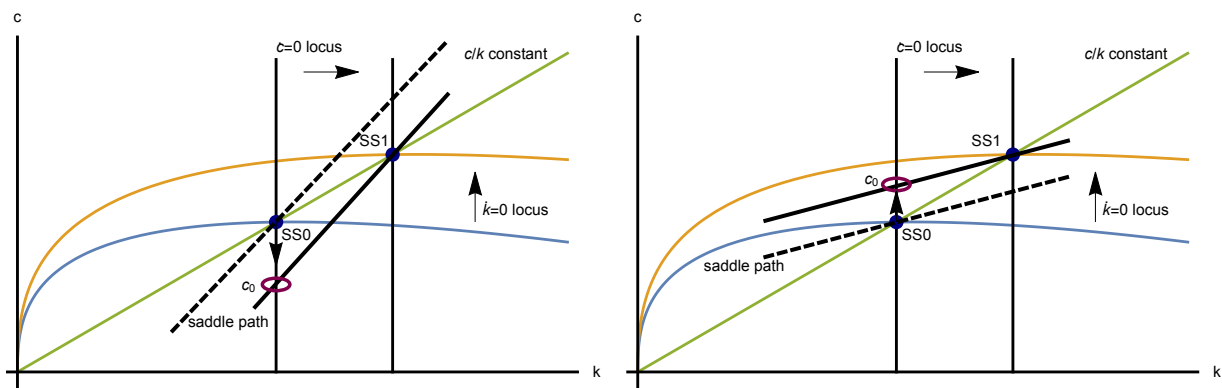 c
ċ=0 locus
c/k constant
SS1
k̇=0 locus
SS0
c₀
saddle path
k
c
ċ=0 locus
c/k constant
SS1
c₀
k̇=0 locus
SS0
saddle path
k